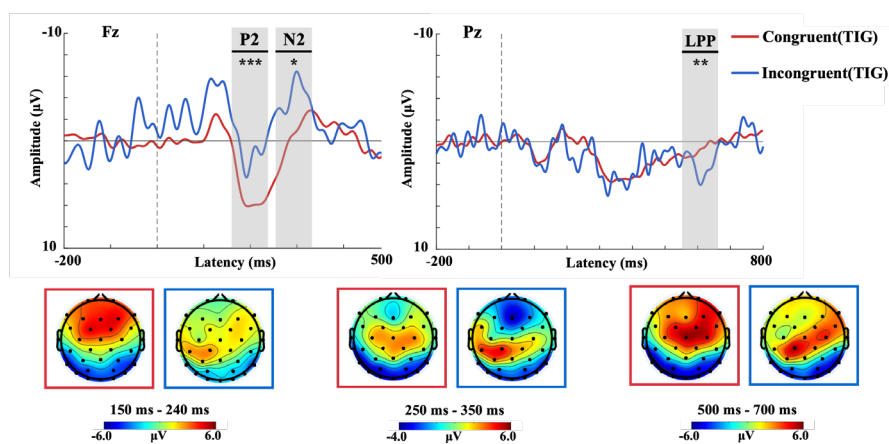 -10
Fz
P2
N2
***
*
Amplitude (μV)
10
-200
Latency (ms)
500
-10
Pz
LPP
**
Amplitude (μV)
10
-200
Latency (ms)
800
Congruent(TIG)
Incongruent(TIG)
150 ms - 240 ms
-6.0 μV 6.0
250 ms - 350 ms
-4.0 μV 6.0
500 ms - 700 ms
-6.0 μV 6.0